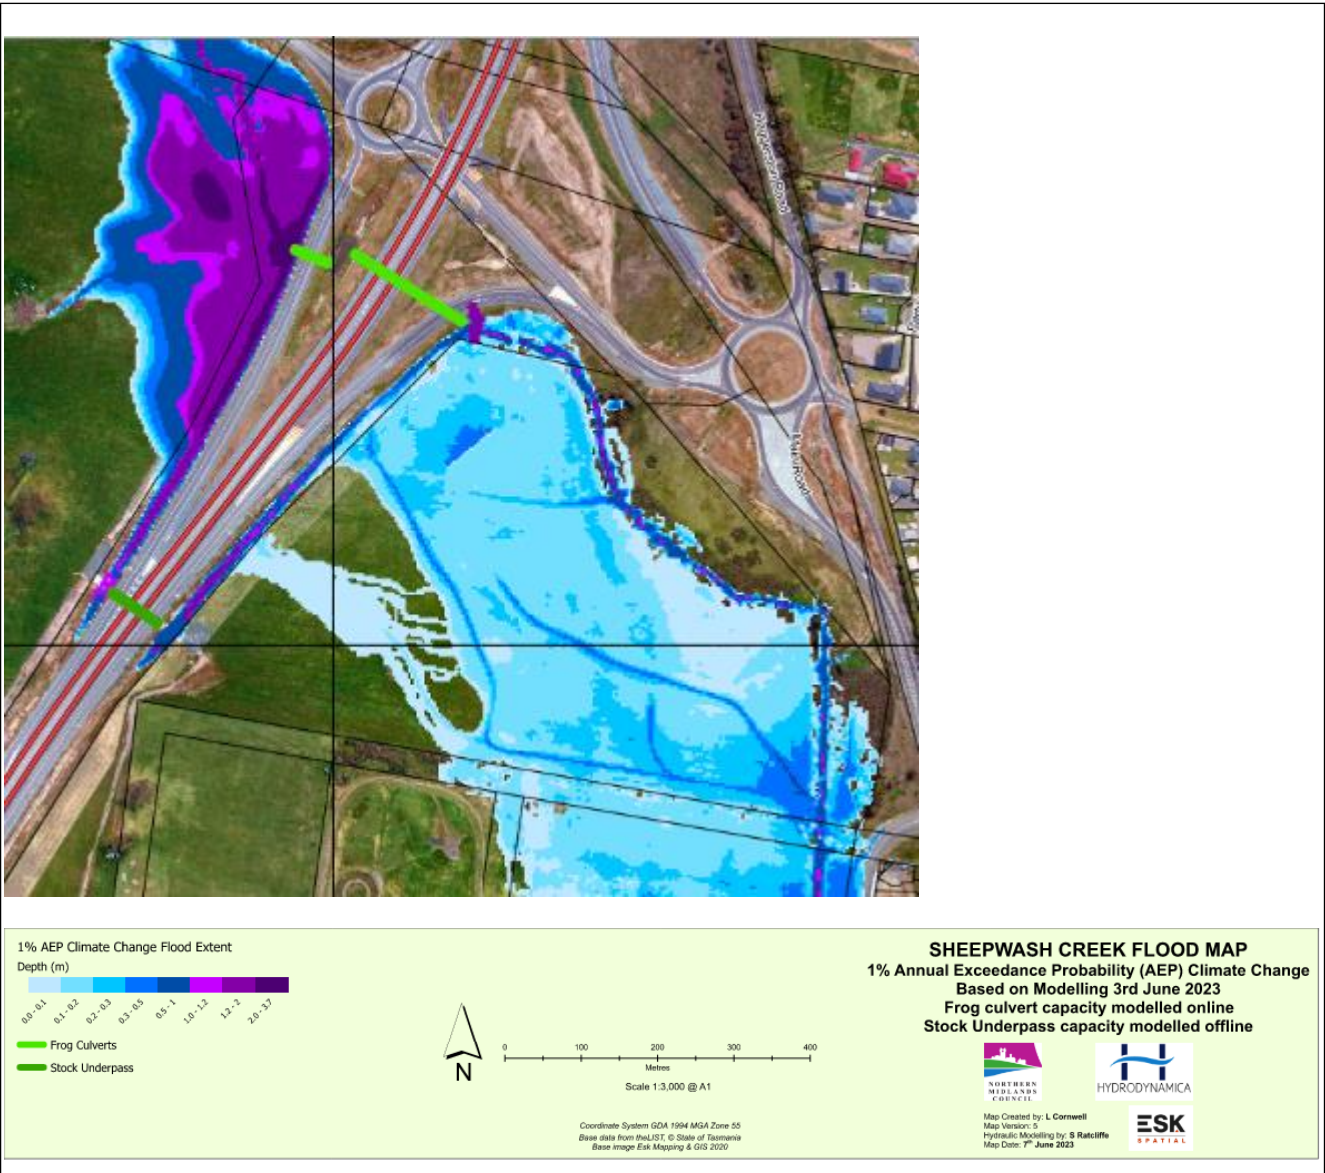 1% AEP Climate Change Flood Extent
Depth (m)
0.0 - 0.1
0.1 - 0.2
0.2 - 0.3
0.3 - 0.5
0.5 - 1
1.0 - 1.2
1.2 - 2
2.0 - 3.7
Frog Culverts
Stock Underpass
N
0 100 200 300 400
Metres
Scale 1:3,000 @ A1
Coordinate System GDA 1994 MGA Zone 55
Base data from theLIST, © State of Tasmania
Base image Esk Mapping & GIS 2020
SHEEPWASH CREEK FLOOD MAP
1% Annual Exceedance Probability (AEP) Climate Change
Based on Modelling 3rd June 2023
Frog culvert capacity modelled online
Stock Underpass capacity modelled offline
NORTHERN
MIDLANDS
COUNCIL
HYDRODYNAMICA
Map Created by: L Cornwell
Map Version: 5
Hydraulic Modelling by: S Ratcliffe
Map Date: 7th June 2023
ESK
SPATIAL